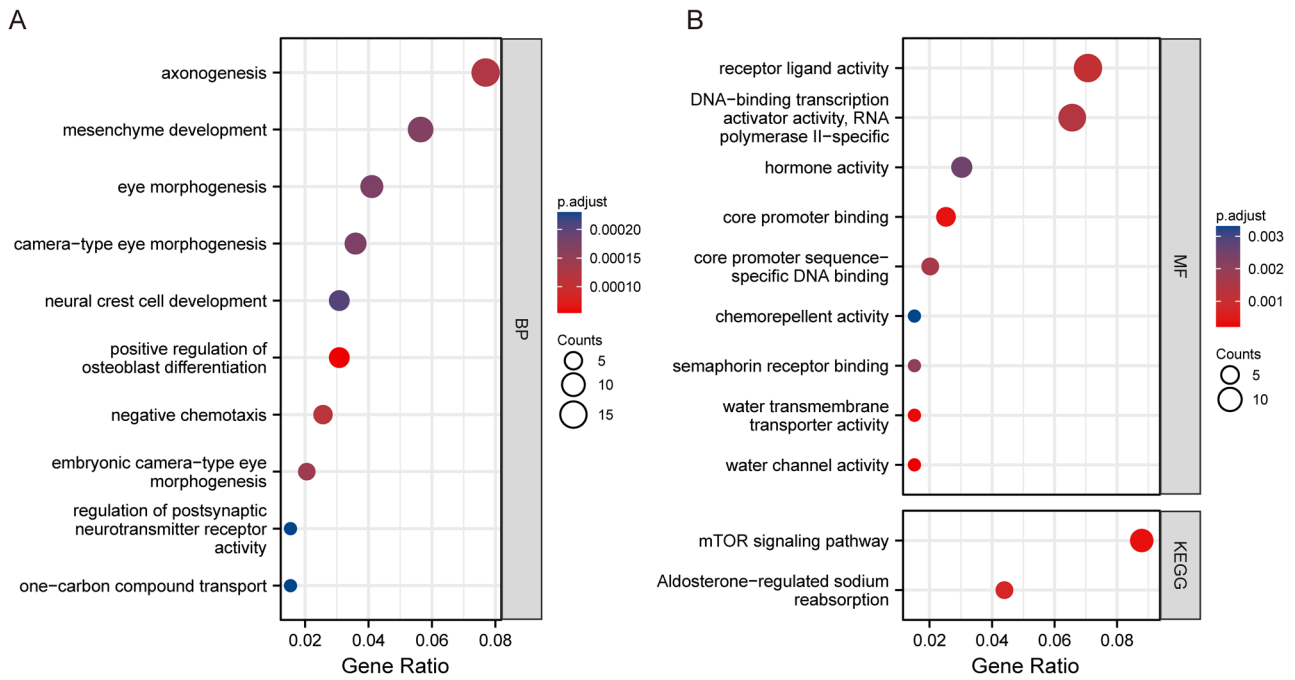 A
axonogenesis
mesenchyme development
eye morphogenesis
camera−type eye morphogenesis
neural crest cell development
positive regulation of
osteoblast differentiation
negative chemotaxis
embryonic camera−type eye
morphogenesis
regulation of postsynaptic
neurotransmitter receptor
activity
one−carbon compound transport
BP
0.02
0.04
0.06
0.08
Gene Ratio
p.adjust
0.00020
0.00015
0.00010
Counts
5
10
15
B
receptor ligand activity
DNA−binding transcription
activator activity, RNA
polymerase II−specific
hormone activity
core promoter binding
core promoter sequence−
specific DNA binding
chemorepellent activity
semaphorin receptor binding
water transmembrane
transporter activity
water channel activity
MF
mTOR signaling pathway
Aldosterone−regulated sodium
reabsorption
KEGG
0.02
0.04
0.06
0.08
Gene Ratio
p.adjust
0.003
0.002
0.001
Counts
5
10